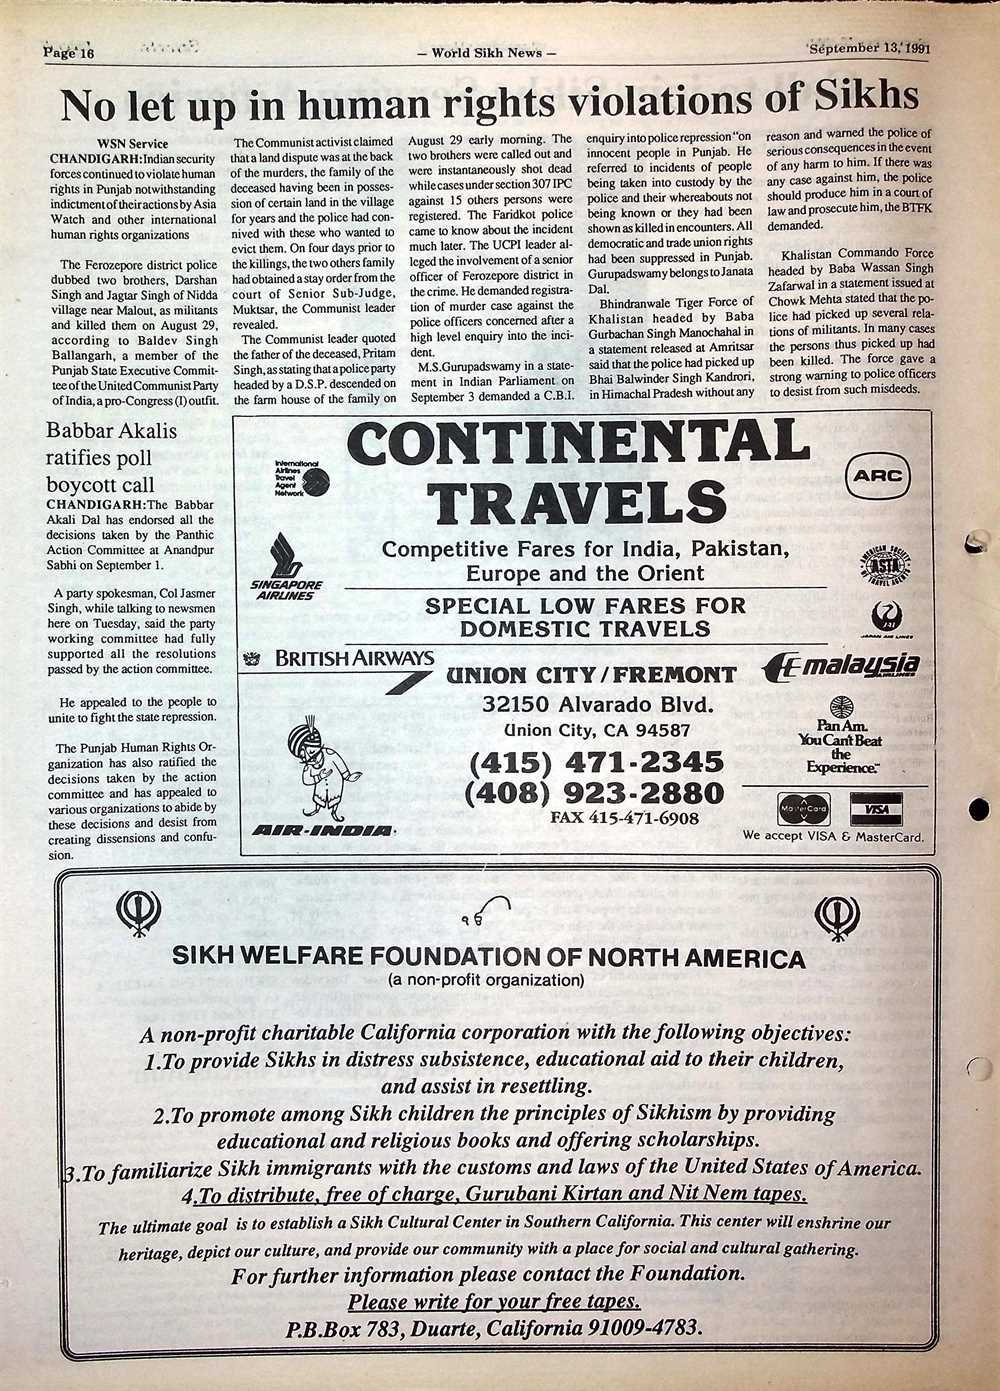 Page 16
– World Sikh News –
September 13, 1991
No let up in human rights violations of Sikhs
WSN Service
CHANDIGARH:Indian security
forces continued to violate human
rights in Punjab notwithstanding
indictment of their actions by Asia
Watch and other international
human rights organizations
The Ferozepore district police
dubbed two brothers, Darshan
Singh and Jagtar Singh of Nidda
village near Malout, as militants
and killed them on August 29,
according to Baldev Singh
Ballangarh, a member of the
Punjab State Executive Commit-
tee of the United Communist Party
of India, a pro-Congress (I) outfit.
The Communist activist claimed
that a land dispute was at the back
of the murders, the family of the
deceased having been in posses-
sion of certain land in the village
for years and the police had con-
nived with these who wanted to
evict them. On four days prior to
the killings, the two others family
had obtained a stay order from the
court of Senior Sub-Judge,
Muktsar, the Communist leader
revealed.
The Communist leader quoted
the father of the deceased, Pritam
Singh, as stating that a police party
headed by a D.S.P. descended on
the farm house of the family on
August 29 early morning. The
two brothers were called out and
were instantaneously shot dead
while cases under section 307 IPC
against 15 others persons were
registered. The Faridkot police
came to know about the incident
much later. The UCPI leader al-
leged the involvement of a senior
officer of Ferozepore district in
the crime. He demanded registra-
tion of murder case against the
police officers concerned after a
high level enquiry into the inci-
dent.
M.S.Gurupadswamy in a state-
ment in Indian Parliament on
September 3 demanded a C.B.I.
enquiry into police repression "on
innocent people in Punjab. He
referred to incidents of people
being taken into custody by the
police and their whereabouts not
being known or they had been
shown as killed in encounters. All
democratic and trade union rights
had been suppressed in Punjab.
Gurupadswamy belongs to Janata
Dal.
Bhindranwale Tiger Force of
Khalistan headed by Baba
Gurbachan Singh Manochahal in
a statement released at Amritsar
said that the police had picked up
Bhai Balwinder Singh Kandrori,
in Himachal Pradesh without any
reason and warned the police of
serious consequences in the event
of any harm to him. If there was
any case against him, the police
should produce him in a court of
law and prosecute him, the BTFK
demanded.
Khalistan Commando Force
headed by Baba Wassan Singh
Zafarwal in a statement issued at
Chowk Mehta stated that the po-
lice had picked up several rela-
tions of militants. In many cases
the persons thus picked up had
been killed. The force gave a
strong warning to police officers
to desist from such misdeeds.
Babbar Akalis
ratifies poll
boycott call
CHANDIGARH:The Babbar
Akali Dal has endorsed all the
decisions taken by the Panthic
Action Committee at Anandpur
Sabhi on September 1.
A party spokesman, Col Jasmer
Singh, while talking to newsmen
here on Tuesday, said the party
working committee had fully
supported all the resolutions
passed by the action committee.
He appealed to the people to
unite to fight the state repression.
The Punjab Human Rights Or-
ganization has also ratified the
decisions taken by the action
committee and has appealed to
various organizations to abide by
these decisions and desist from
creating dissensions and confu-
sion.
CONTINENTAL
TRAVELS
International
Airlines
Travel
Agent
Network
ARC
Competitive Fares for India, Pakistan,
Europe and the Orient
SINGAPORE
AIRLINES
AMERICAN SOCIETY
ASTA
OF TRAVEL AGENTS
SPECIAL LOW FARES FOR
DOMESTIC TRAVELS
JAL
JAPAN AIR LINES
BRITISH AIRWAYS
malaysia
AIRLINES
UNION CITY/FREMONT
32150 Alvarado Blvd.
Union City, CA 94587
(415) 471-2345
(408) 923-2880
FAX 415-471-6908
Pan Am.
You Can't Beat
the
Experience.™
AIR-INDIA
MasterCard
VISA
We accept VISA & MasterCard.
ੴ
SIKH WELFARE FOUNDATION OF NORTH AMERICA
(a non-profit organization)
A non-profit charitable California corporation with the following objectives:
1.To provide Sikhs in distress subsistence, educational aid to their children,
and assist in resettling.
2.To promote among Sikh children the principles of Sikhism by providing
educational and religious books and offering scholarships.
3.To familiarize Sikh immigrants with the customs and laws of the United States of America.
4.To distribute, free of charge, Gurubani Kirtan and Nit Nem tapes.
The ultimate goal is to establish a Sikh Cultural Center in Southern California. This center will enshrine our
heritage, depict our culture, and provide our community with a place for social and cultural gathering.
For further information please contact the Foundation.
Please write for your free tapes.
P.B.Box 783, Duarte, California 91009-4783.